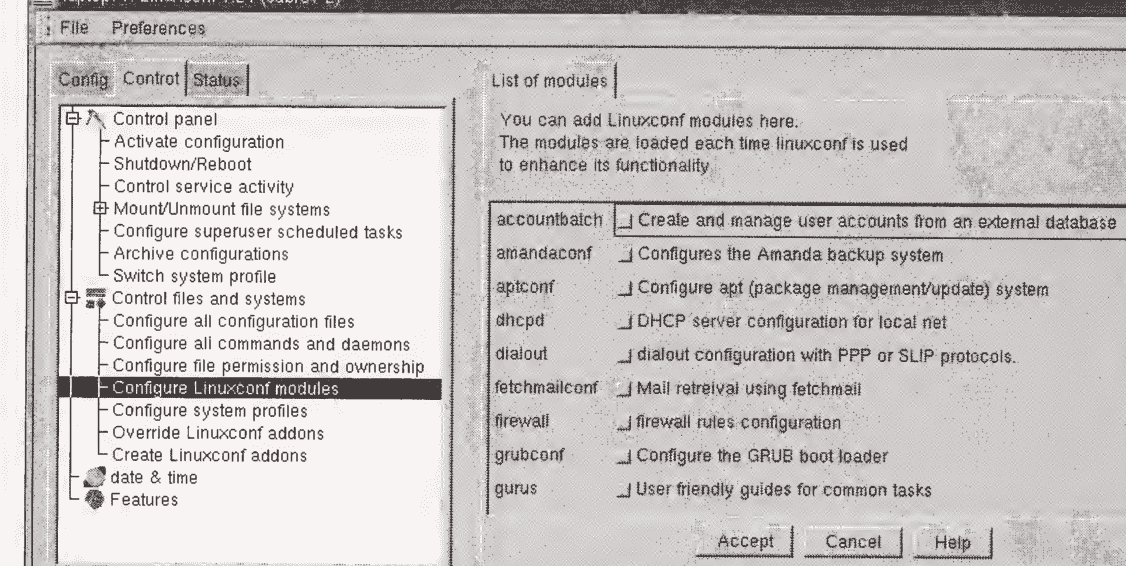 File Preferences
Config Control Status
Control panel
Activate configuration
Shutdown/Reboot
Control service activity
Mount/Unmount file systems
Configure superuser scheduled tasks
Archive configurations
Switch system profile
Control files and systems
Configure all configuration files
Configure all commands and daemons
Configure file permission and ownership
Configure Linuxconf modules
Configure system profiles
Override Linuxconf addons
Create Linuxconf addons
date & time
Features
List of modules
You can add Linuxconf modules here.
The modules are loaded each time linuxconf is used
to enhance its functionality
accountbatch Create and manage user accounts from an external database
amandaconf Configures the Amanda backup system
aptconf Configure apt (package management/update) system
dhcpd DHCP server configuration for local net
dialout dialout configuration with PPP or SLIP protocols.
fetchmailconf Mail retreival using fetchmail
firewall firewall rules configuration
grubconf Configure the GRUB boot loader
gurus User friendly guides for common tasks
Accept Cancel Help